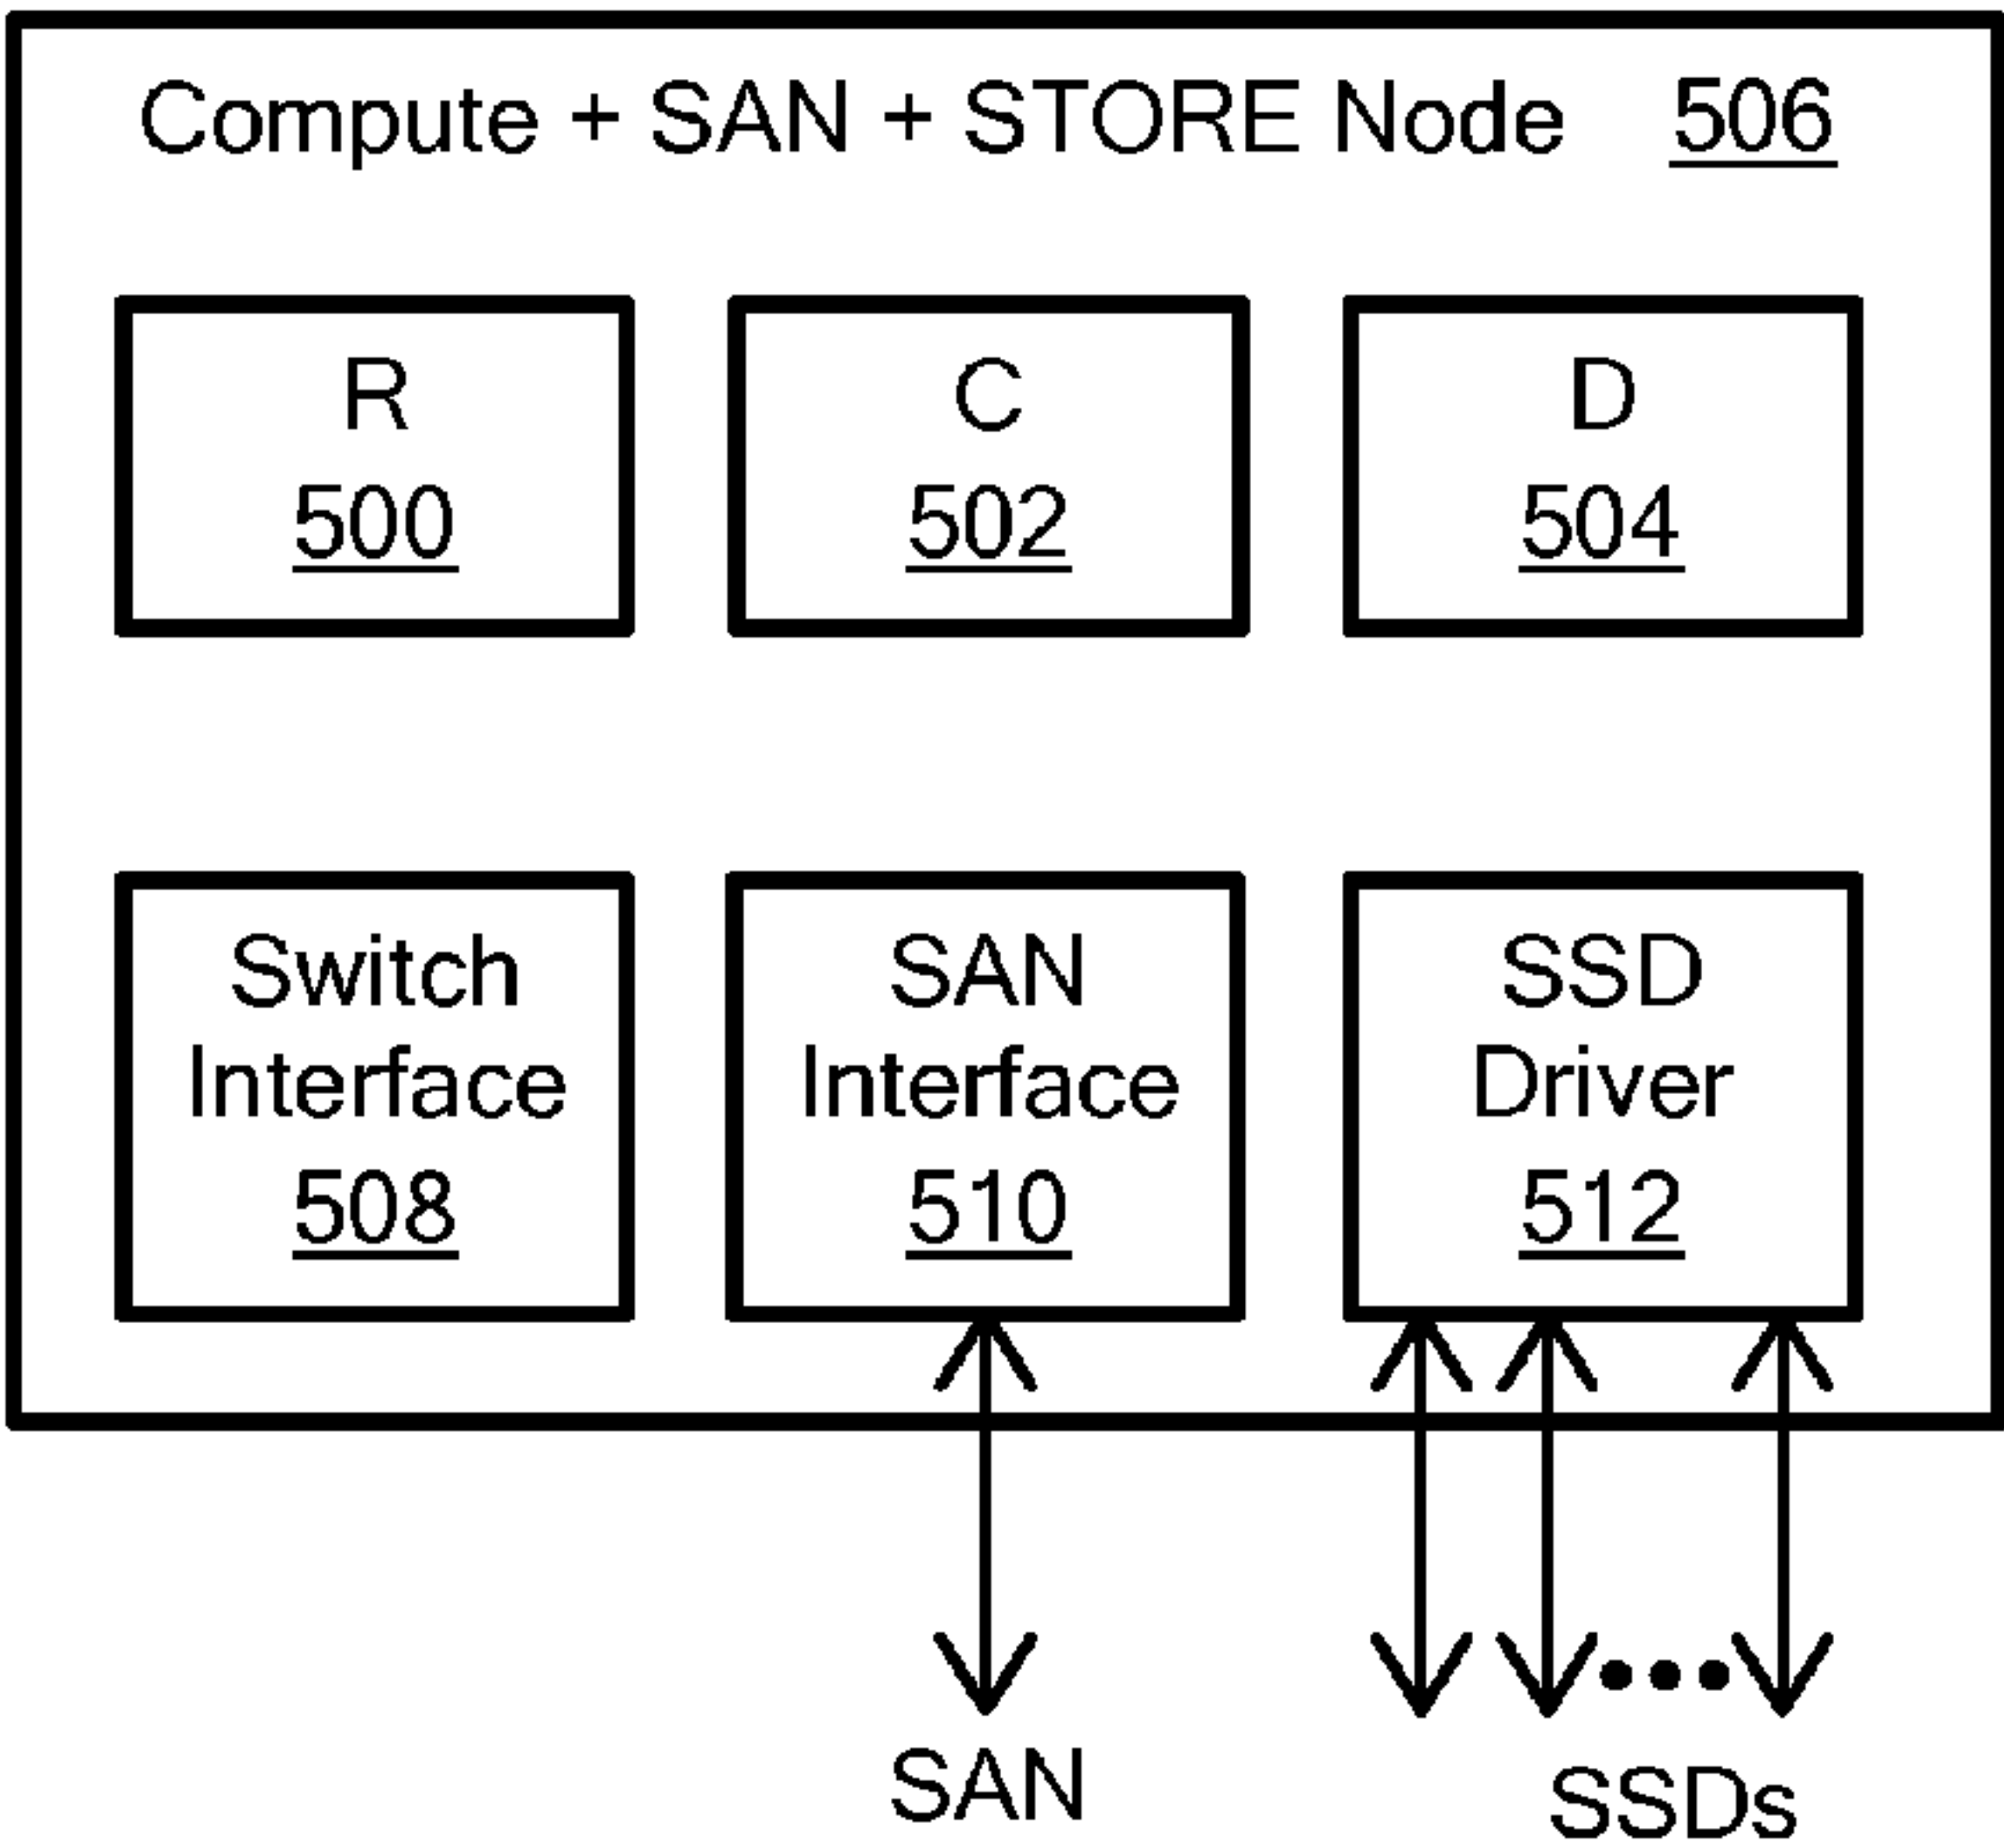 Compute + SAN + STORE Node 506
R
500
C
502
D
504
Switch
Interface
508
SAN
Interface
510
SSD
Driver
512
SAN
SSDs